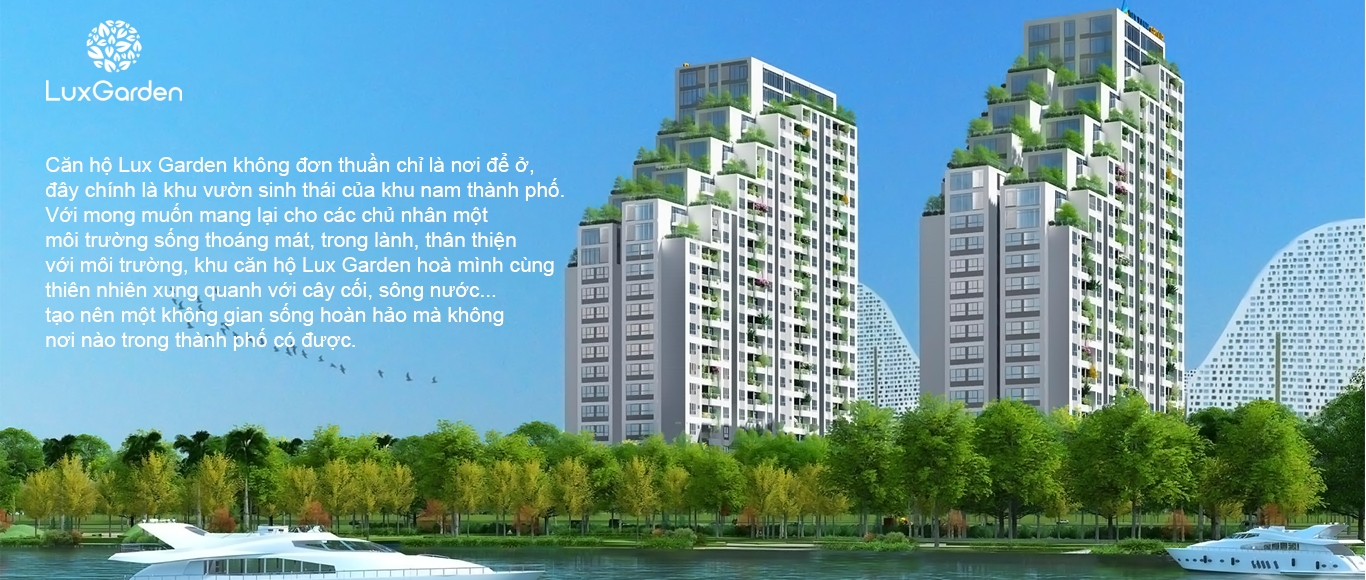 LuxGarden
Căn hộ Lux Garden không đơn thuần chỉ là nơi để ở,
đây chính là khu vườn sinh thái của khu nam thành phố.
Với mong muốn mang lại cho các chủ nhân một
môi trường sống thoáng mát, trong lành, thân thiện
với môi trường, khu căn hộ Lux Garden hoà mình cùng
thiên nhiên xung quanh với cây cối, sông nước...
tạo nên một không gian sống hoàn hảo mà không
nơi nào trong thành phố có được.